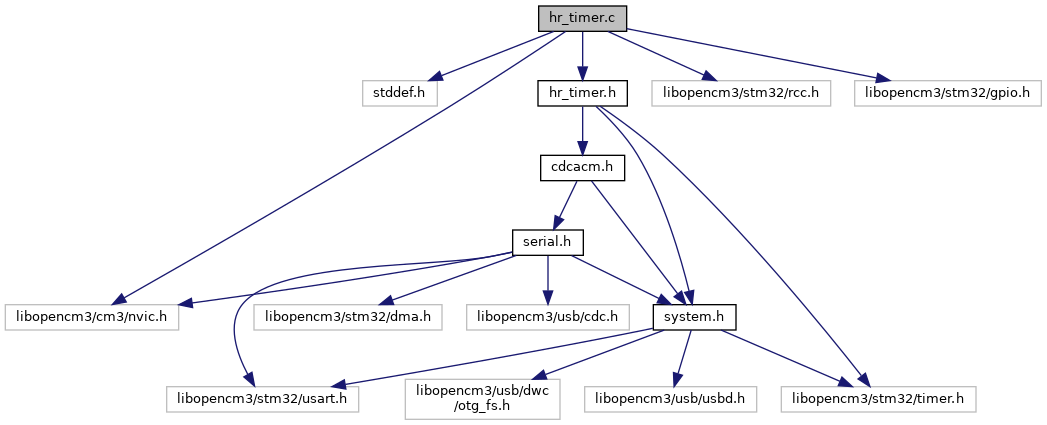 hr_timer.c
stddef.h
hr_timer.h
libopencm3/stm32/rcc.h
libopencm3/stm32/gpio.h
cdcacm.h
serial.h
libopencm3/cm3/nvic.h
libopencm3/stm32/dma.h
libopencm3/usb/cdc.h
system.h
libopencm3/stm32/usart.h
libopencm3/usb/dwc
/otg_fs.h
libopencm3/usb/usbd.h
libopencm3/stm32/timer.h